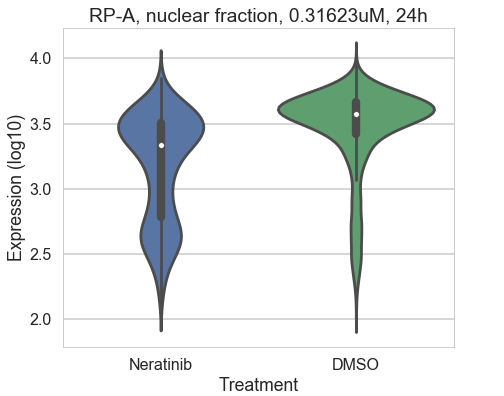 RP-A, nuclear fraction, 0.31623uM, 24h
Expression (log10)
4.0
3.5
3.0
2.5
2.0
Neratinib DMSO
Treatment